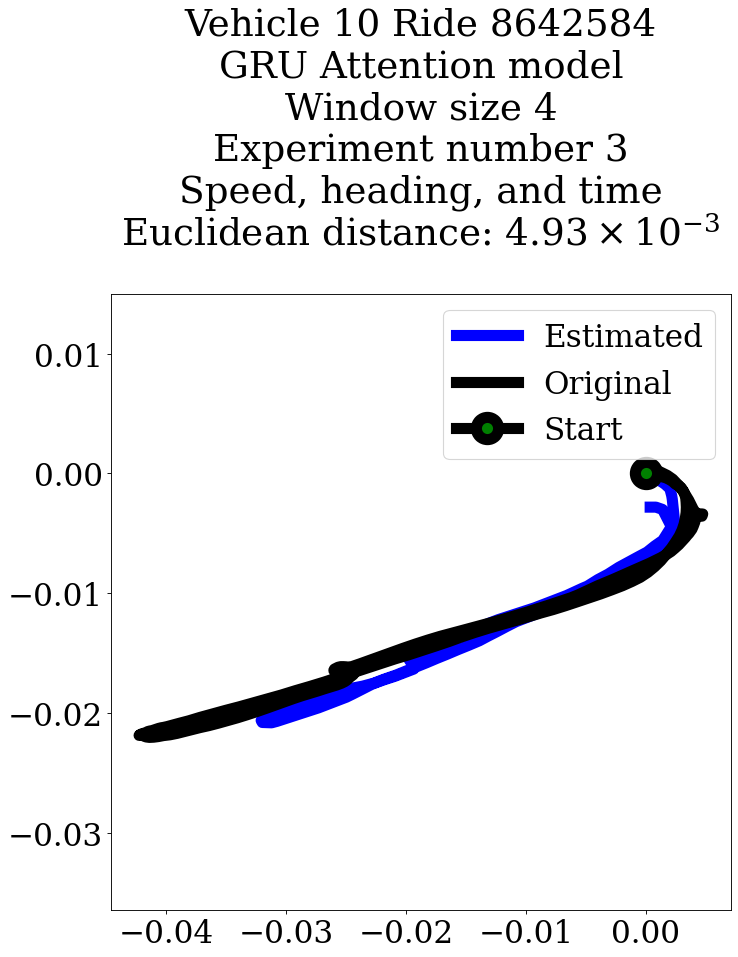 Vehicle 10 Ride 8642584
GRU Attention model
Window size 4
Experiment number 3
Speed, heading, and time
Euclidean distance: 4.93 × 10⁻³
Estimated
Original
Start
0.01
0.00
−0.01
−0.02
−0.03
−0.04 −0.03 −0.02 −0.01 0.00